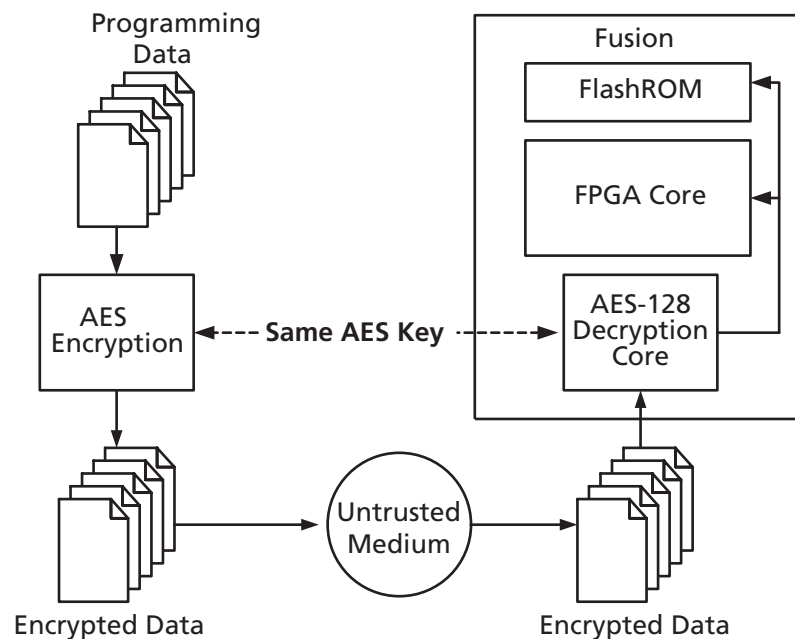 Programming
Data
Fusion
FlashROM
FPGA Core
AES
Encryption
Same AES Key
AES-128
Decryption
Core
Untrusted
Medium
Encrypted Data
Encrypted Data